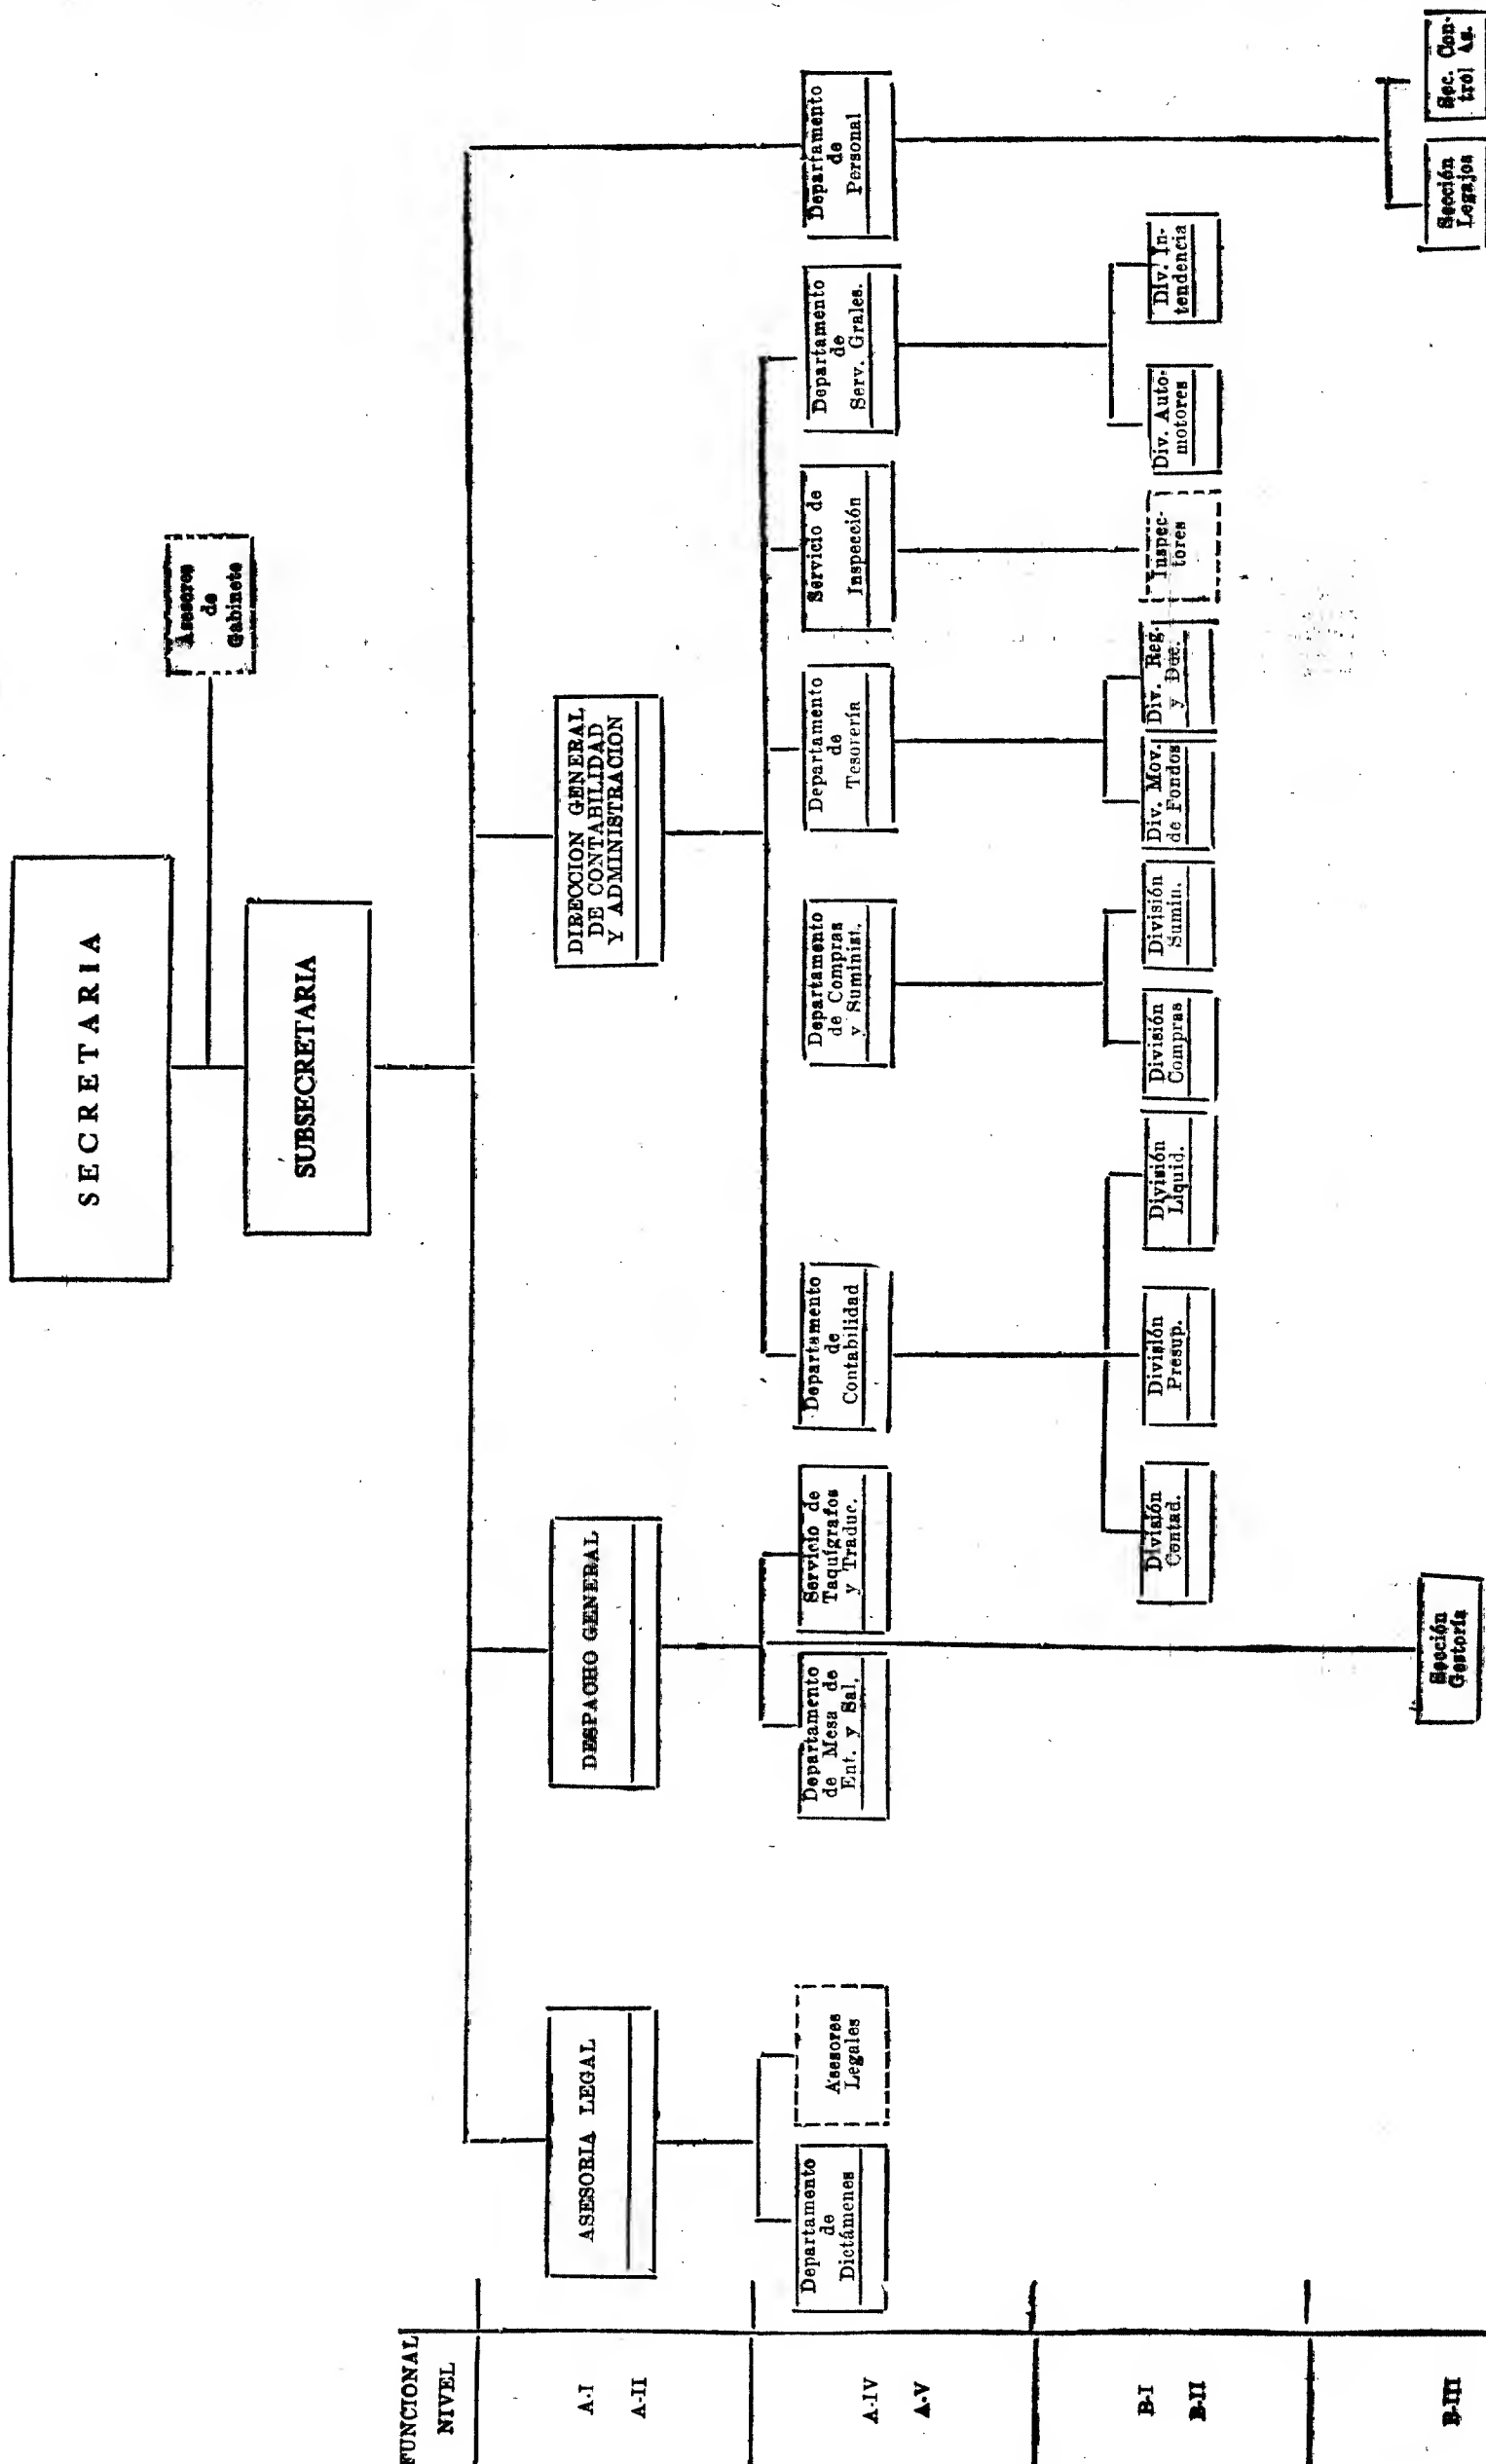 SECRETARIA
Asesores
de
Gabinete
SUBSECRETARIA
FUNCIONAL
NIVEL
A-I
A-II
ASESORIA LEGAL
DESPACHO GENERAL
DIRECCION GENERAL
DE CONTABILIDAD
Y ADMINISTRACION
A-IV
A-V
Departamento
de
Dictámenes
Asesores
Legales
Departamento
de Mesa de
Ent. y Sal.
Servicio de
Taquígrafos
y Traduc.
Departamento
de
Contabilidad
Departamento
de Compras
y Suminist.
Departamento
de
Tesorería
Servicio de
Inspección
Departamento
de
Serv. Grales.
Departamento
de
Personal
B-I
B-II
División
Contad.
División
Presup.
División
Liquid.
División
Compras
División
Sumin.
Div. Mov.
de Fondos
Div. Reg.
y Doc.
Inspec-
tores
Div. Auto-
motores
Div. In-
tendencia
B-III
Sección
Gestoría
Sección
Legajos
Sec. Con-
trol As.